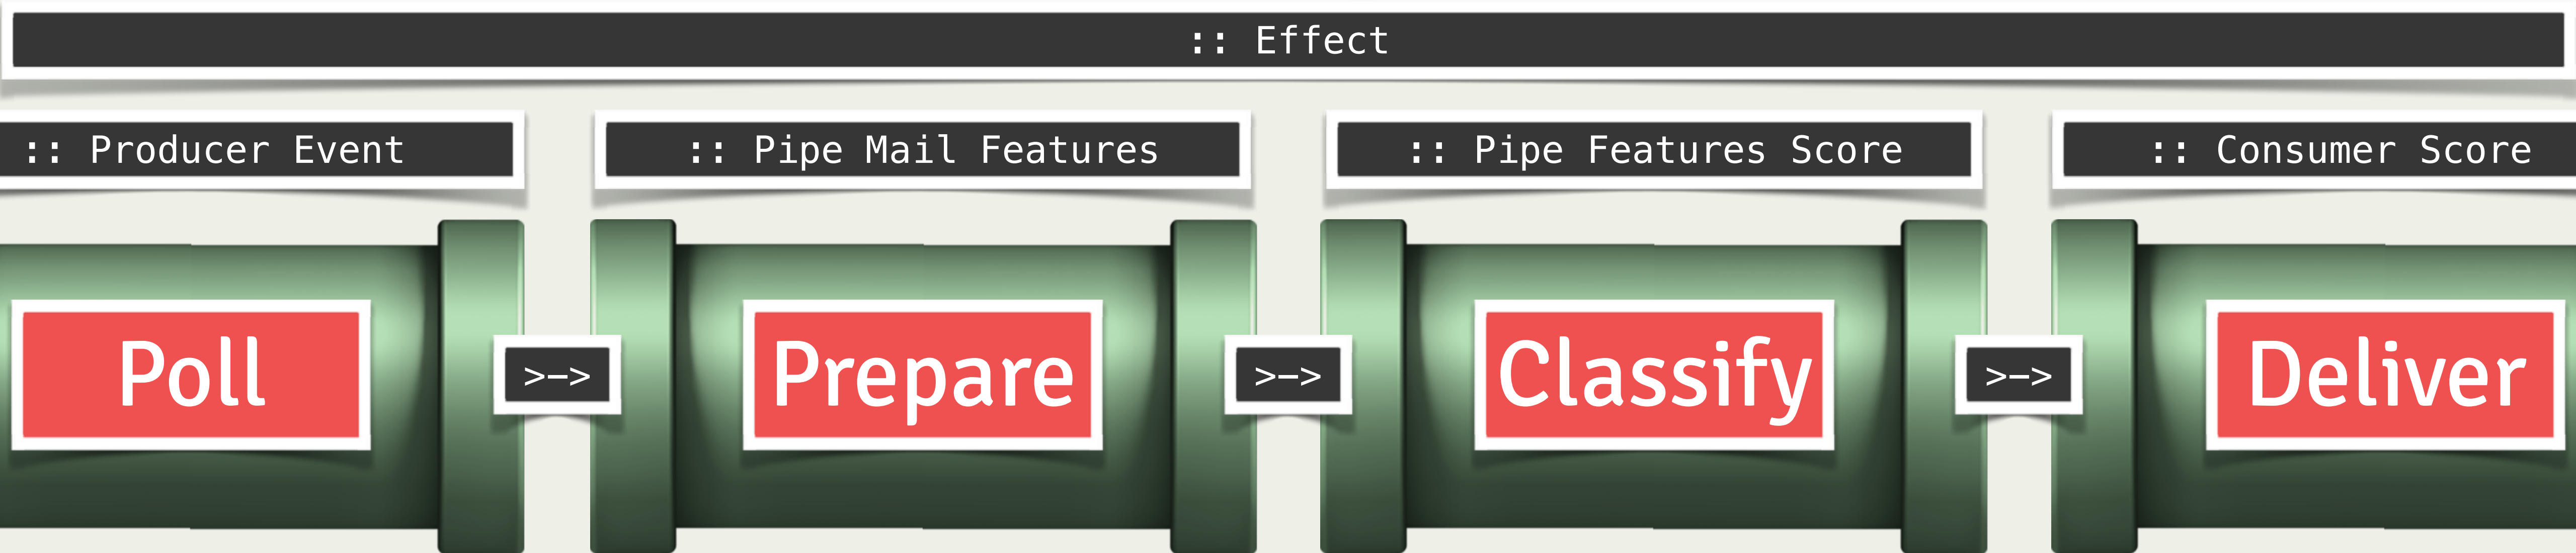 :: Effect
:: Producer Event
:: Pipe Mail Features
:: Pipe Features Score
:: Consumer Score
Poll
>->
Prepare
>->
Classify
>->
Deliver